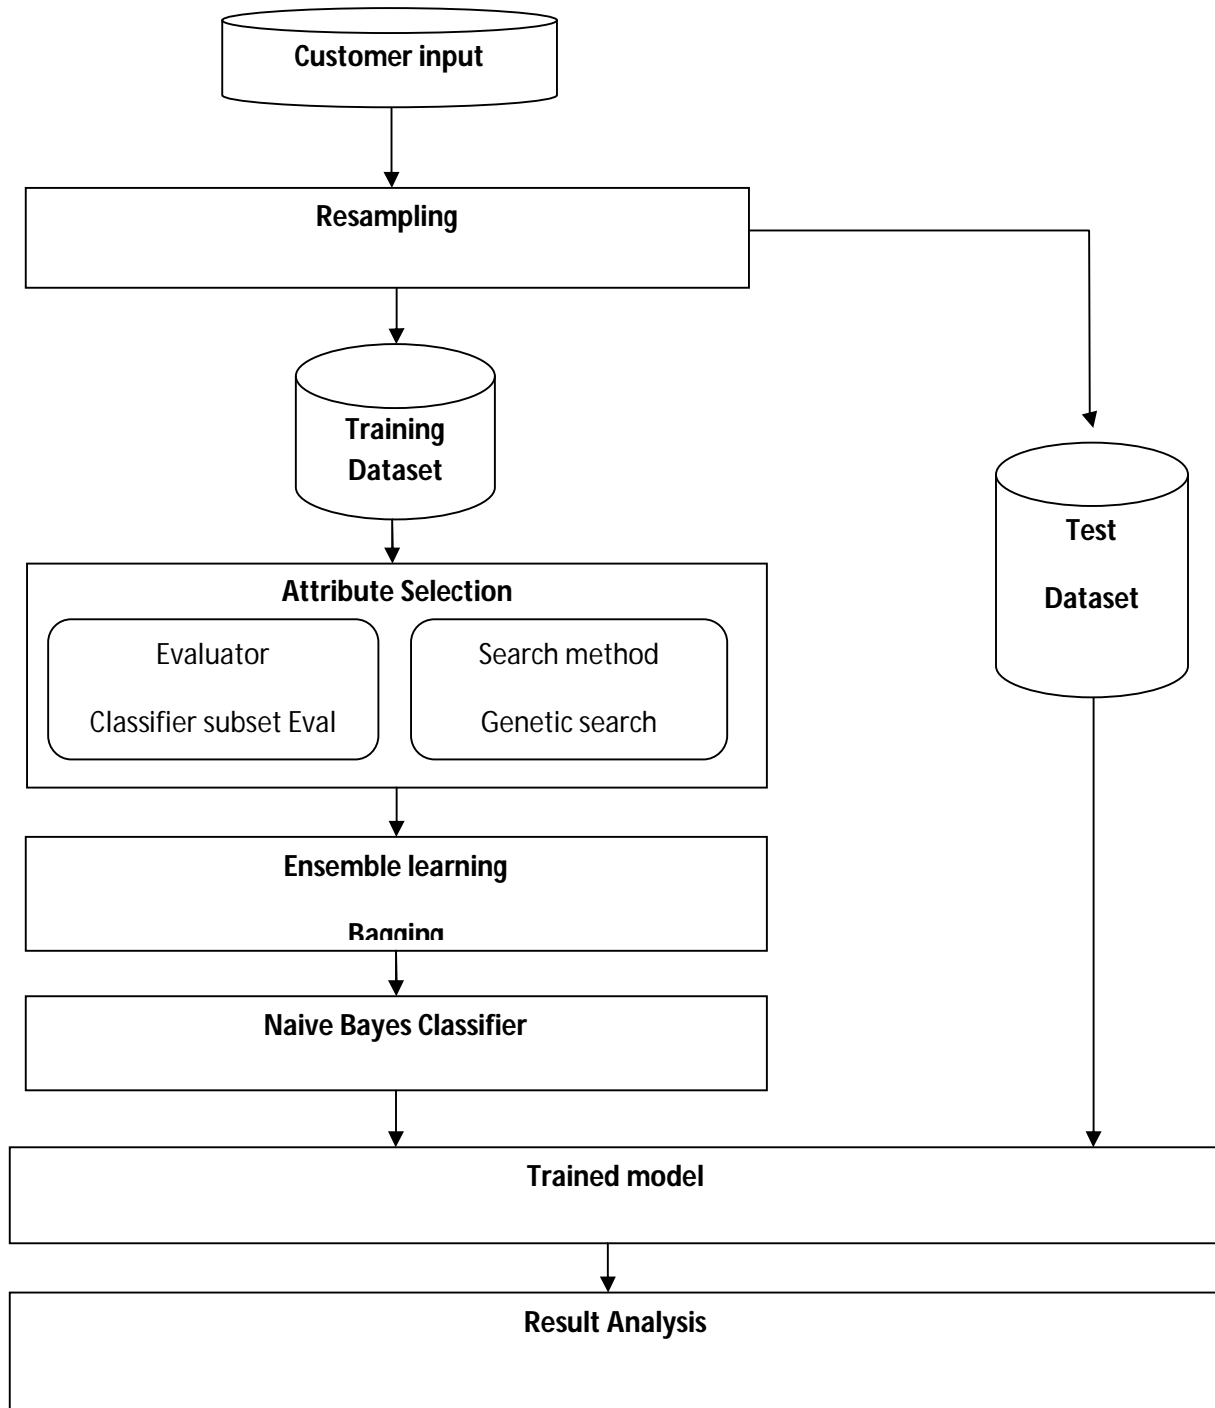 Customer input
Resampling
Training
Dataset
Test
Dataset
Attribute Selection
Evaluator
Classifier subset Eval
Search method
Genetic search
Ensemble learning
Bagging
Naive Bayes Classifier
Trained model
Result Analysis